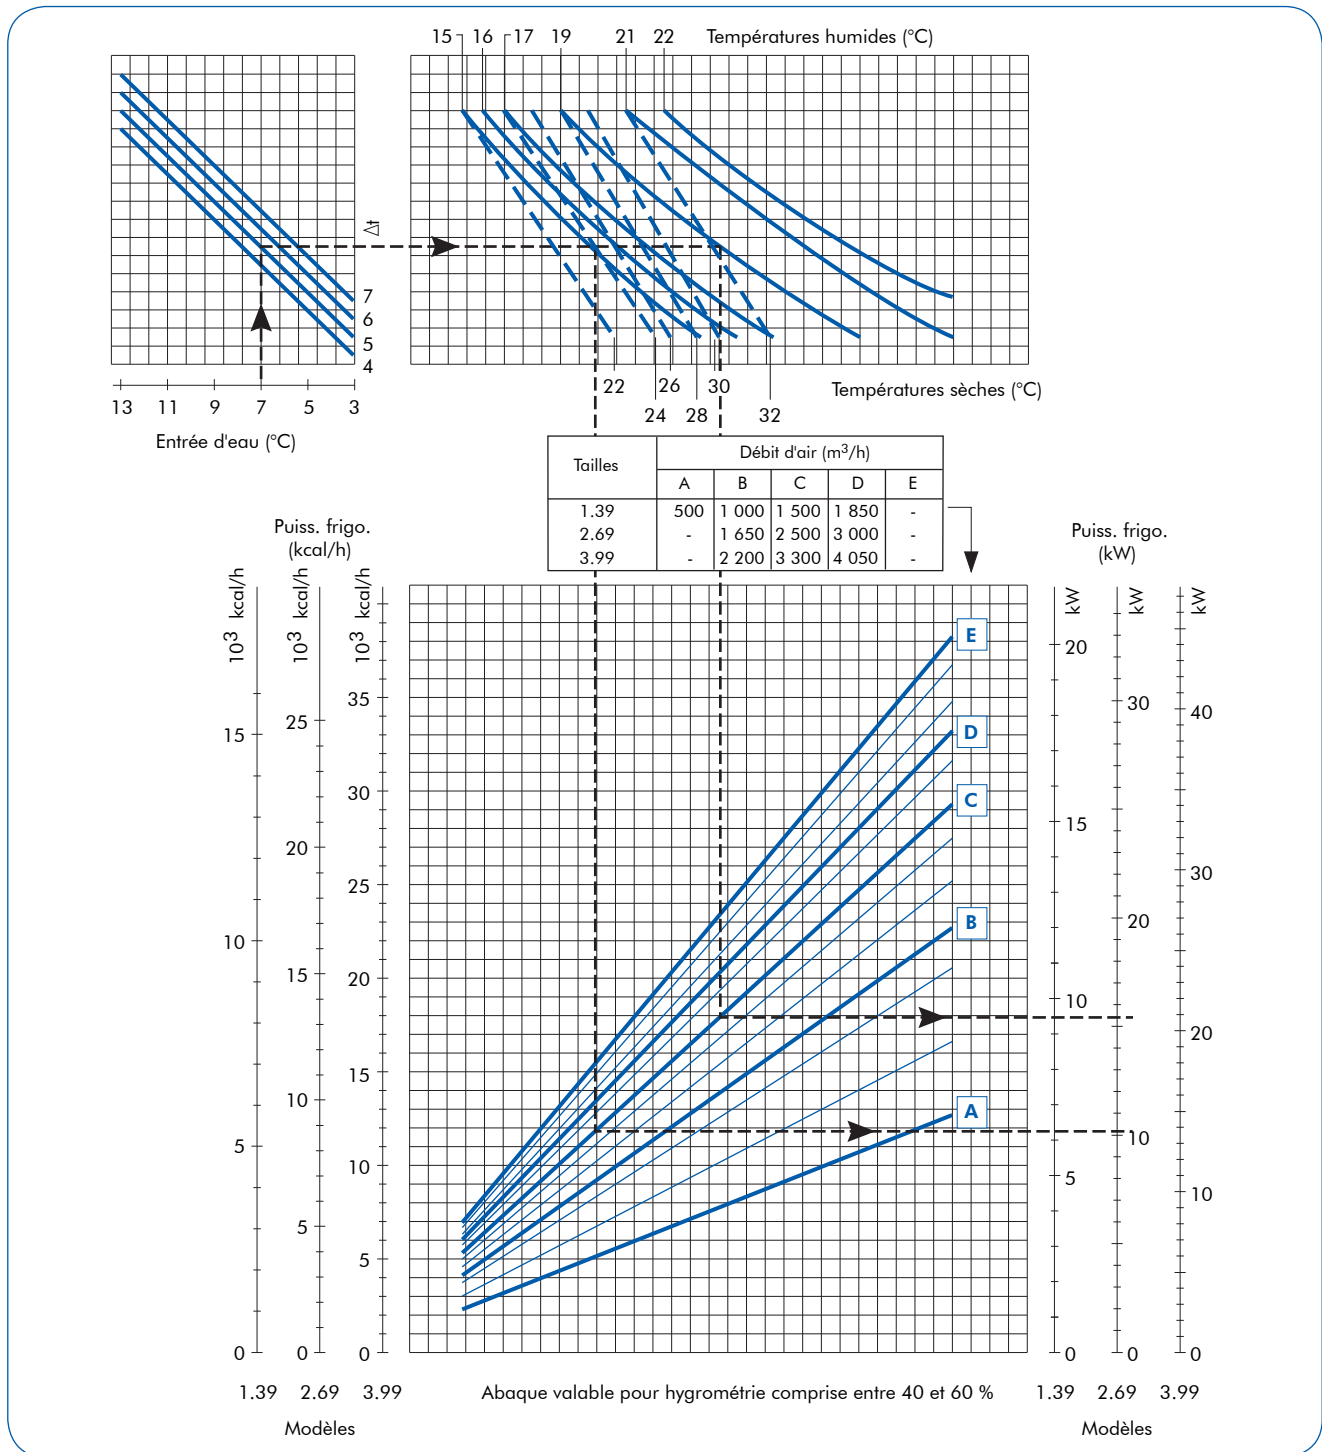 15 16 17 19 21 22 Températures humides (°C)
Δt
7
6
5
4
13 11 9 7 5 3
Entrée d'eau (°C)
22 26 30
24 28 32
Températures sèches (°C)
Tailles Débit d'air (m³/h)
A B C D E
1.39 500 1 000 1 500 1 850 -
2.69 - 1 650 2 500 3 000 -
3.99 - 2 200 3 300 4 050 -
Puiss. frigo.
(kcal/h)
10³ kcal/h
15
10
5
0
10³ kcal/h
25
20
15
10
5
0
10³ kcal/h
35
30
25
20
15
10
5
0
E
D
C
B
A
Puiss. frigo.
(kW)
kW
20
15
10
5
0
kW
30
20
10
0
kW
40
30
20
10
0
1.39 2.69 3.99
Modèles
Abaque valable pour hygrométrie comprise entre 40 et 60 %
1.39 2.69 3.99
Modèles